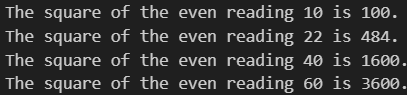 The square of the even reading 10 is 100.
The square of the even reading 22 is 484.
The square of the even reading 40 is 1600.
The square of the even reading 60 is 3600.